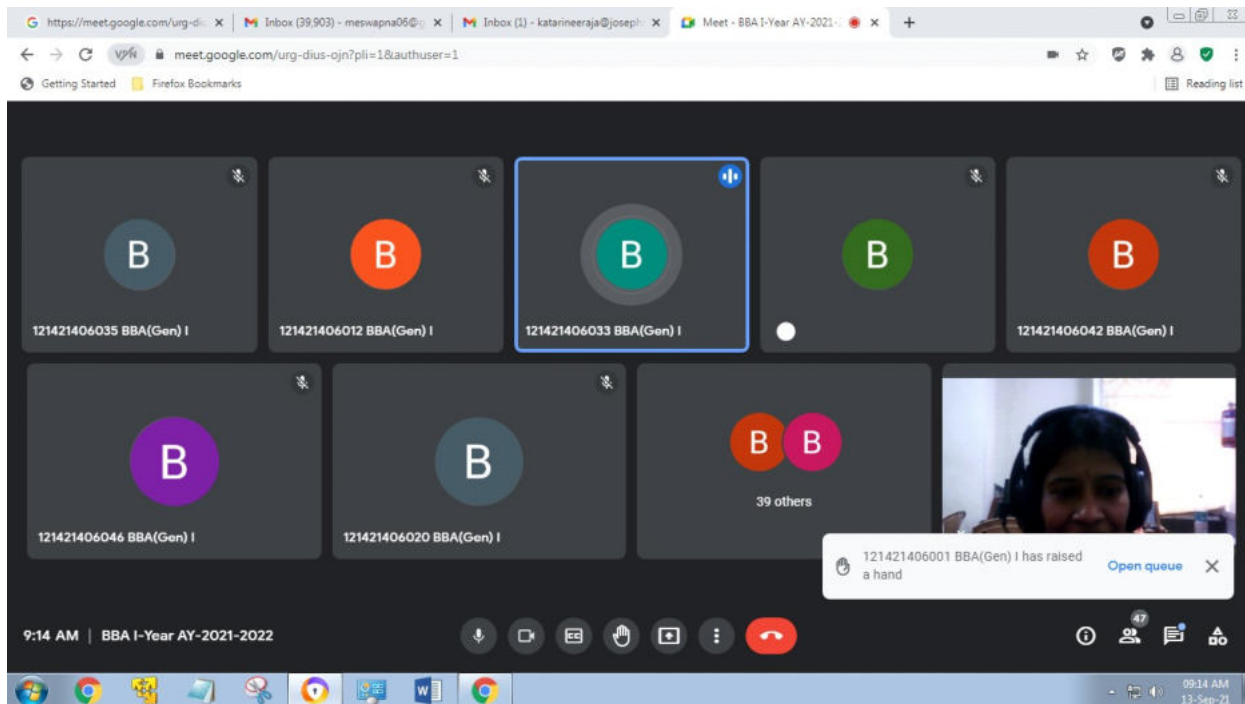 https://meet.google.com/urg-di
Inbox (39,903) - meswapna06@
Inbox (1) - katarineeraja@joseph
Meet - BBA I-Year AY-2021-
VPN
meet.google.com/urg-dius-ojn?pli=1&authuser=1
Getting Started
Firefox Bookmarks
Reading list
B
B
B
B
B
121421406035 BBA(Gen) I
121421406012 BBA(Gen) I
121421406033 BBA(Gen) I
121421406042 BBA(Gen) I
B
B
B B
39 others
121421406046 BBA(Gen) I
121421406020 BBA(Gen) I
121421406001 BBA(Gen) I has raised
a hand
Open queue
9:14 AM | BBA I-Year AY-2021-2022
CC
47
W
09:14 AM
13-Sep-21